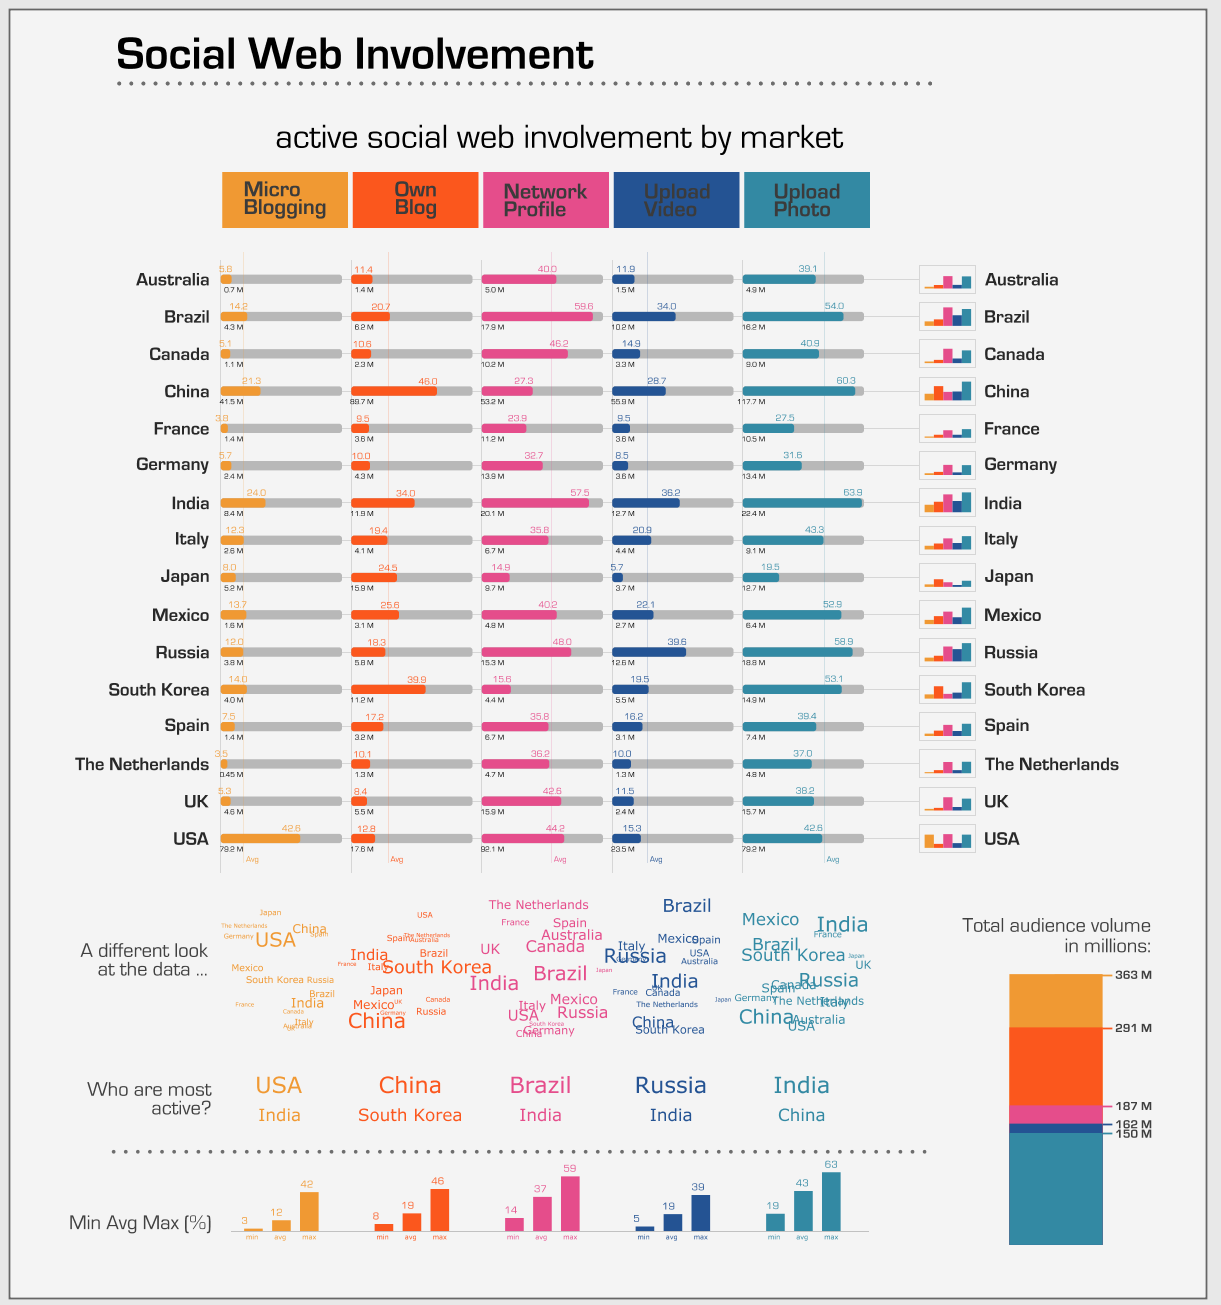 Social Web Involvement
active social web involvement by market
Micro
Blogging
Own
Blog
Network
Profile
Upload
Video
Upload
Photo
5.8 11.4 40.0 11.9 39.1
Australia Australia
0.7 M 1.4 M 5.0 M 1.5 M 4.9 M
14.2 20.7 59.6 34.0 54.0
Brazil Brazil
4.3 M 6.2 M 17.9 M 10.2 M 16.2 M
5.1 10.6 46.2 14.9 40.9
Canada Canada
1.1 M 2.3 M 10.2 M 3.3 M 9.0 M
21.3 46.0 27.3 28.7 60.3
China China
41.5 M 89.7 M 53.2 M 55.9 M 117.7 M
3.8 9.5 23.9 9.5 27.5
France France
1.4 M 3.6 M 11.2 M 3.6 M 10.5 M
5.7 10.0 32.7 8.5 31.6
Germany Germany
2.4 M 4.3 M 13.9 M 3.6 M 13.4 M
24.0 34.0 57.5 36.2 63.9
India India
8.4 M 11.9 M 20.1 M 12.7 M 22.4 M
12.3 19.4 35.8 20.9 43.3
Italy Italy
2.6 M 4.1 M 6.7 M 4.4 M 9.1 M
8.0 24.5 14.9 5.7 19.5
Japan Japan
5.2 M 15.9 M 9.7 M 3.7 M 12.7 M
13.7 25.6 40.2 22.1 52.9
Mexico Mexico
1.6 M 3.1 M 4.8 M 2.7 M 6.4 M
12.0 18.3 48.0 39.6 58.9
Russia Russia
3.8 M 5.8 M 15.3 M 12.6 M 18.8 M
14.0 39.9 15.6 19.5 53.1
South Korea South Korea
4.0 M 11.2 M 4.4 M 5.5 M 14.9 M
7.5 17.2 35.8 16.2 39.4
Spain Spain
1.4 M 3.2 M 6.7 M 3.1 M 7.4 M
3.5 10.1 36.2 10.0 37.0
The Netherlands The Netherlands
0.45 M 1.3 M 4.7 M 1.3 M 4.8 M
5.3 8.4 42.6 11.5 38.2
UK UK
4.6 M 5.5 M 15.9 M 2.4 M 15.7 M
42.6 12.8 44.2 15.3 42.6
USA USA
79.2 M 17.6 M 92.1 M 23.5 M 79.2 M
Avg Avg Avg Avg Avg
A different look
at the data ...
Japan
The Netherlands
China
Germany
USA
Spain
Mexico
South Korea
Russia
Brazil
India
France
Canada
Italy
Australia
USA
Spain
The Netherlands
Australia
India
Brazil
France
Italy
South Korea
Japan
Mexico
UK
Canada
Germany
Russia
China
The Netherlands
France
Spain
Australia
UK
Canada
Brazil
Japan
India
Mexico
Italy
USA
Russia
South Korea
Germany
China
Brazil
Mexico
Spain
Italy
Russia
USA
Germany
Australia
India
UK
France
Canada
The Netherlands
Japan
China
South Korea
Mexico
India
France
Brazil
South Korea
Japan
UK
Russia
Canada
Spain
Germany
The Netherlands
Italy
China
Australia
USA
Who are most
active?
USA China Brazil Russia India
India South Korea India India China
Min Avg Max (%)
3 12 42
min avg max
8 19 46
min avg max
14 37 59
min avg max
5 19 39
min avg max
19 43 63
min avg max
Total audience volume
in millions:
363 M
291 M
187 M
162 M
150 M